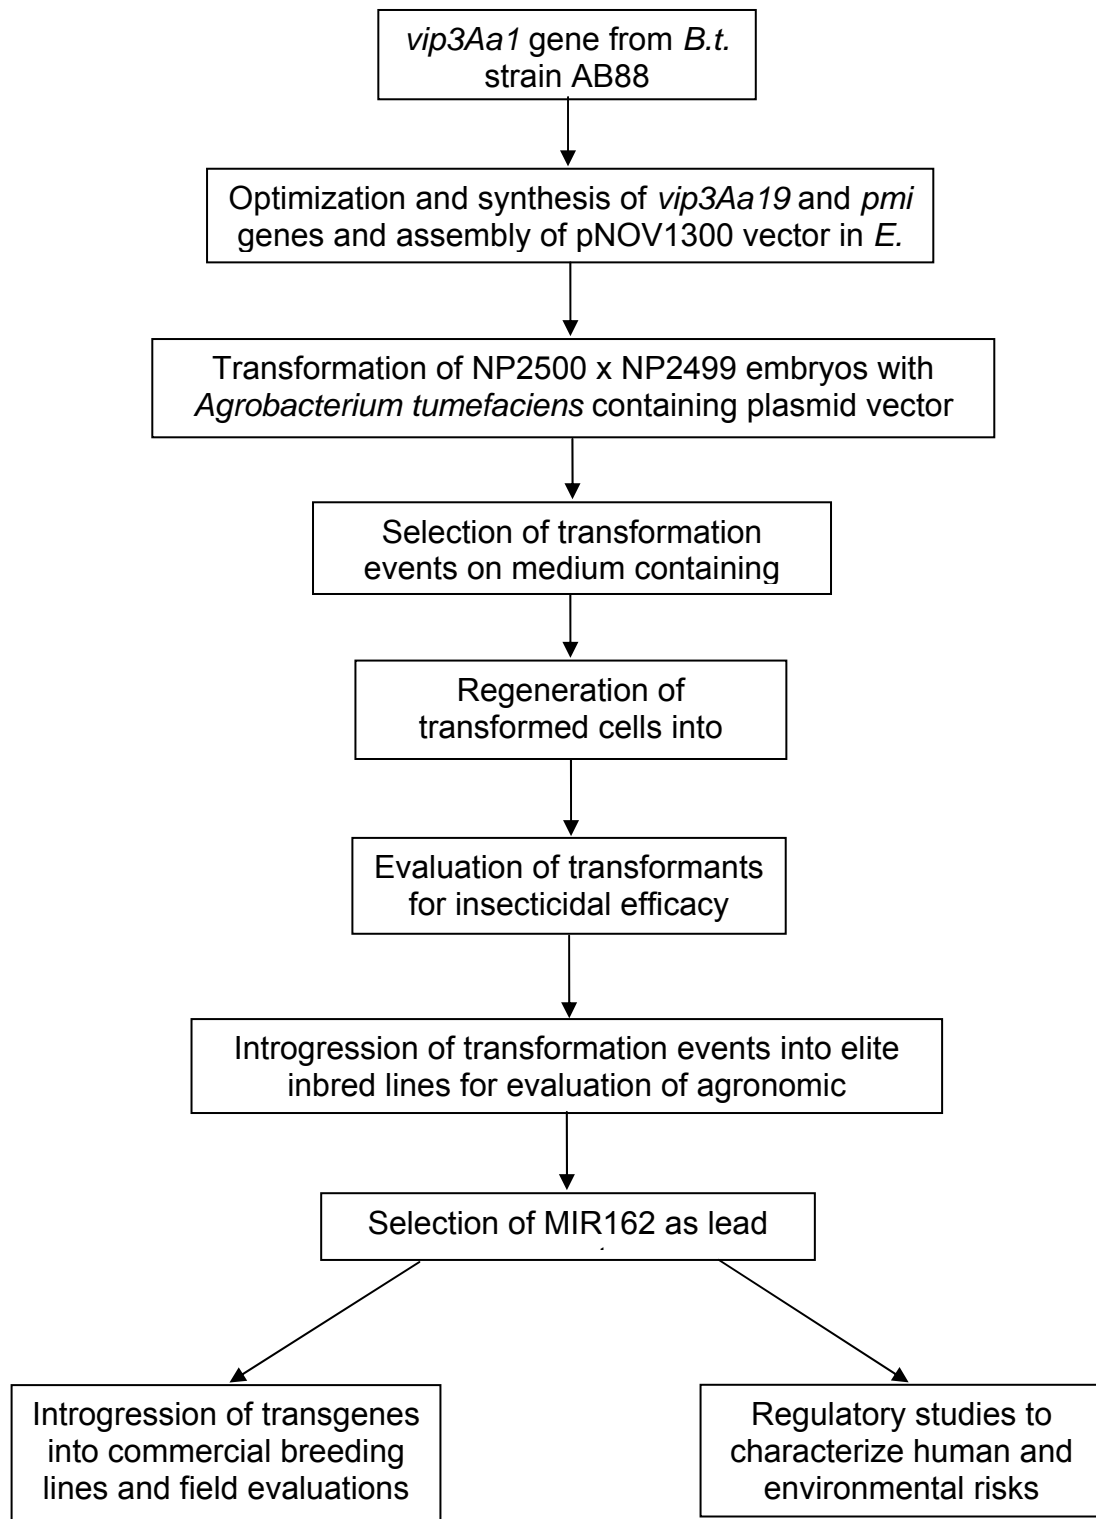 vip3Aa1 gene from B.t.
strain AB88
Optimization and synthesis of vip3Aa19 and pmi
genes and assembly of pNOV1300 vector in E.
Transformation of NP2500 x NP2499 embryos with
Agrobacterium tumefaciens containing plasmid vector
Selection of transformation
events on medium containing
Regeneration of
transformed cells into
Evaluation of transformants
for insecticidal efficacy
Introgression of transformation events into elite
inbred lines for evaluation of agronomic
Selection of MIR162 as lead
Introgression of transgenes
into commercial breeding
lines and field evaluations
Regulatory studies to
characterize human and
environmental risks